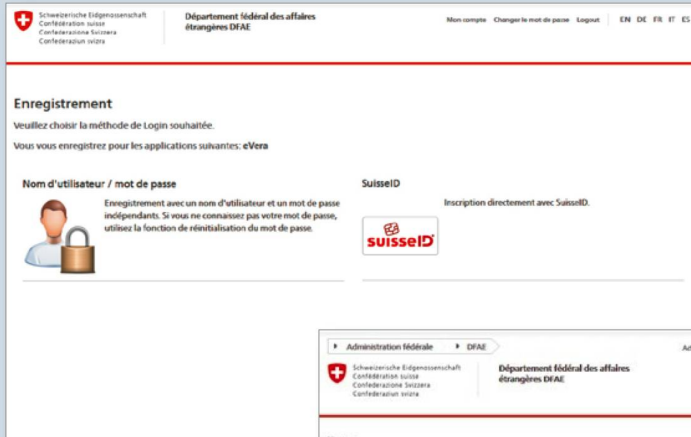 Schweizerische Eidgenossenschaft
Confédération suisse
Confederazione Svizzera
Confederaziun svizra
Département fédéral des affaires
étrangères DFAE
Mon compte Changer le mot de passe Logout EN DE FR IT ES
Enregistrement
Veuillez choisir la méthode de Login souhaitée.
Vous vous enregistrez pour les applications suivantes: eVera
Nom d'utilisateur / mot de passe
Enregistrement avec un nom d'utilisateur et un mot de passe
indépendants. Si vous ne connaissez pas votre mot de passe,
utilisez la fonction de réinitialisation du mot de passe.
SuisseID
Inscription directement avec SuisseID.
suisseID
Administration fédérale DFAE
Schweizerische Eidgenossenschaft
Confédération suisse
Confederazione Svizzera
Confederaziun svizra
Département fédéral des affaires
étrangères DFAE